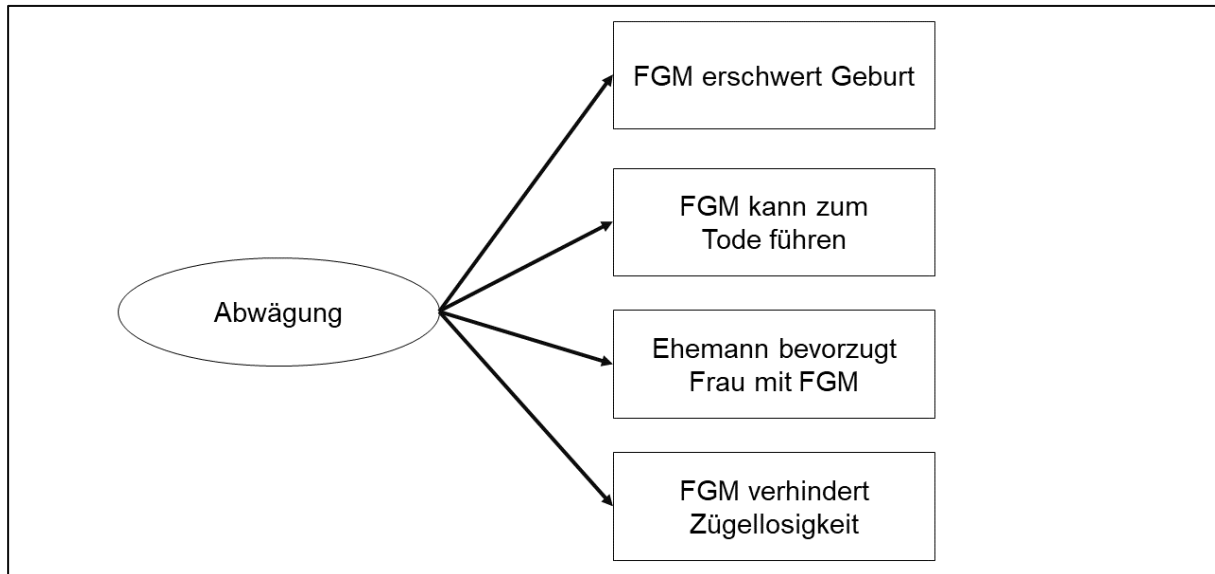 FGM erschwert Geburt
FGM kann zum
Tode führen
Abwägung
Ehemann bevorzugt
Frau mit FGM
FGM verhindert
Zügellosigkeit